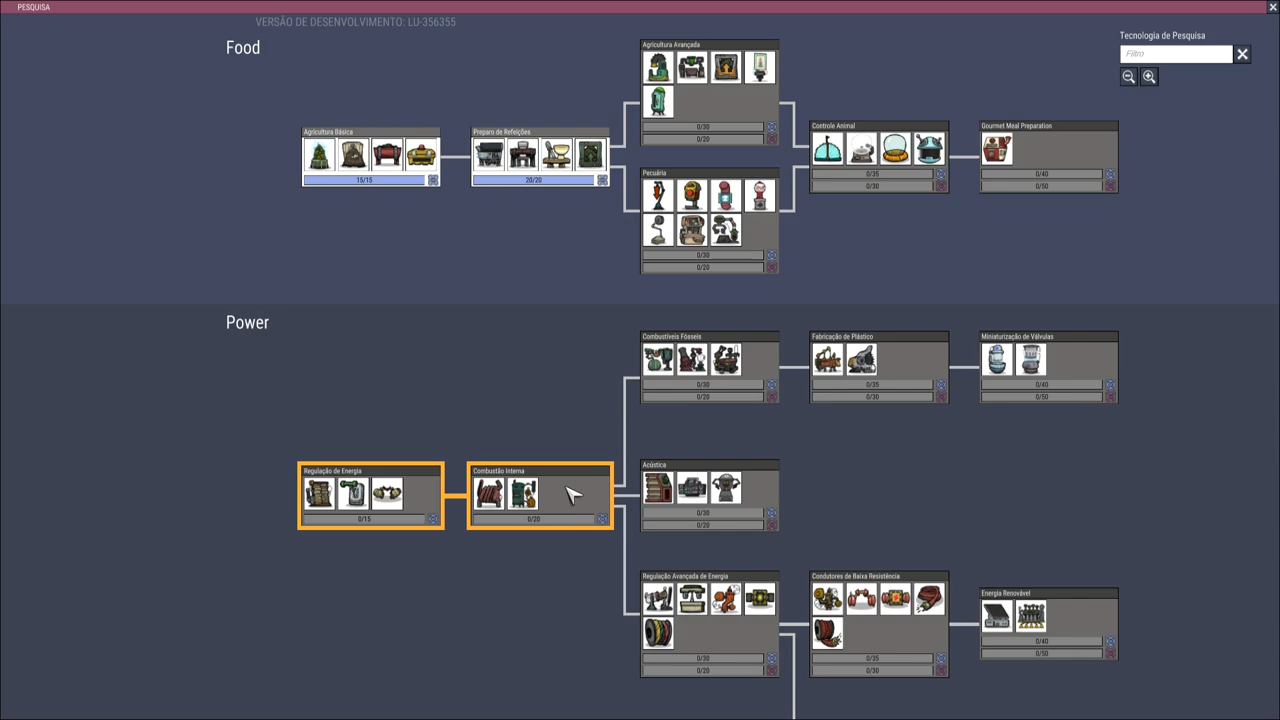 PESQUISA
VERSÃO DE DESENVOLVIMENTO: LU-356355
Food
Tecnologia de Pesquisa
Filtro
Agricultura Avançada
0/30
0/20
Agricultura Básica
15/15
Preparo de Refeições
20/20
Controle Animal
0/35
0/30
Gourmet Meal Preparation
0/40
0/50
Pecuária
0/30
0/20
Power
Combustíveis Fósseis
0/30
0/20
Fabricação de Plástico
0/35
0/30
Miniaturização de Válvulas
0/40
0/50
Regulação de Energia
0/15
Combustão Interna
0/20
Acústica
0/30
0/20
Regulação Avançada de Energia
0/30
0/20
Condutores de Baixa Resistência
0/35
0/30
Energia Renovável
0/40
0/50